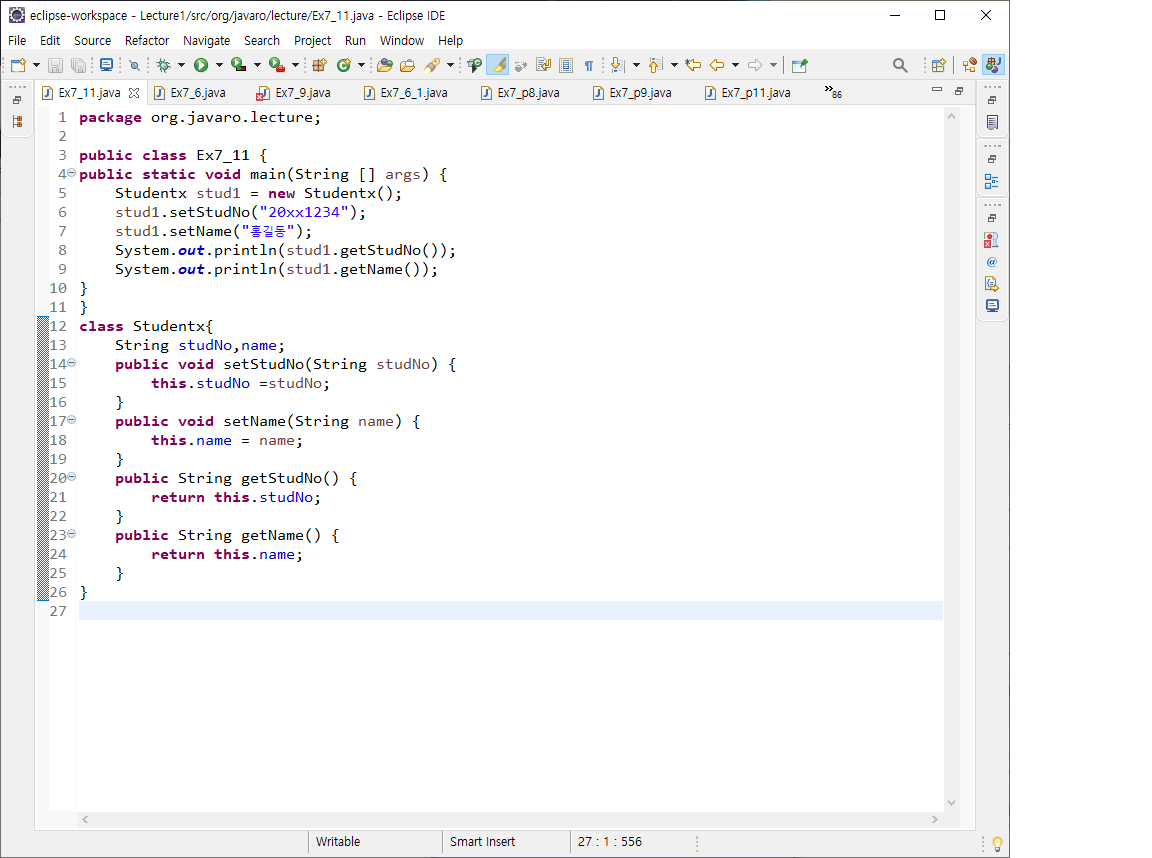 eclipse-workspace - Lecture1/src/org/javaro/lecture/Ex7_11.java - Eclipse IDE
File Edit Source Refactor Navigate Search Project Run Window Help
Ex7_11.java Ex7_6.java Ex7_9.java Ex7_6_1.java Ex7_p8.java Ex7_p9.java Ex7_p11.java »86
1 package org.javaro.lecture;
2
3 public class Ex7_11 {
4 public static void main(String [] args) {
5     Studentx stud1 = new Studentx();
6     stud1.setStudNo("20xx1234");
7     stud1.setName("홍길동");
8     System.out.println(stud1.getStudNo());
9     System.out.println(stud1.getName());
10 }
11 }
12 class Studentx{
13     String studNo,name;
14     public void setStudNo(String studNo) {
15         this.studNo =studNo;
16     }
17     public void setName(String name) {
18         this.name = name;
19     }
20     public String getStudNo() {
21         return this.studNo;
22     }
23     public String getName() {
24         return this.name;
25     }
26 }
27
Writable Smart Insert 27 : 1 : 556